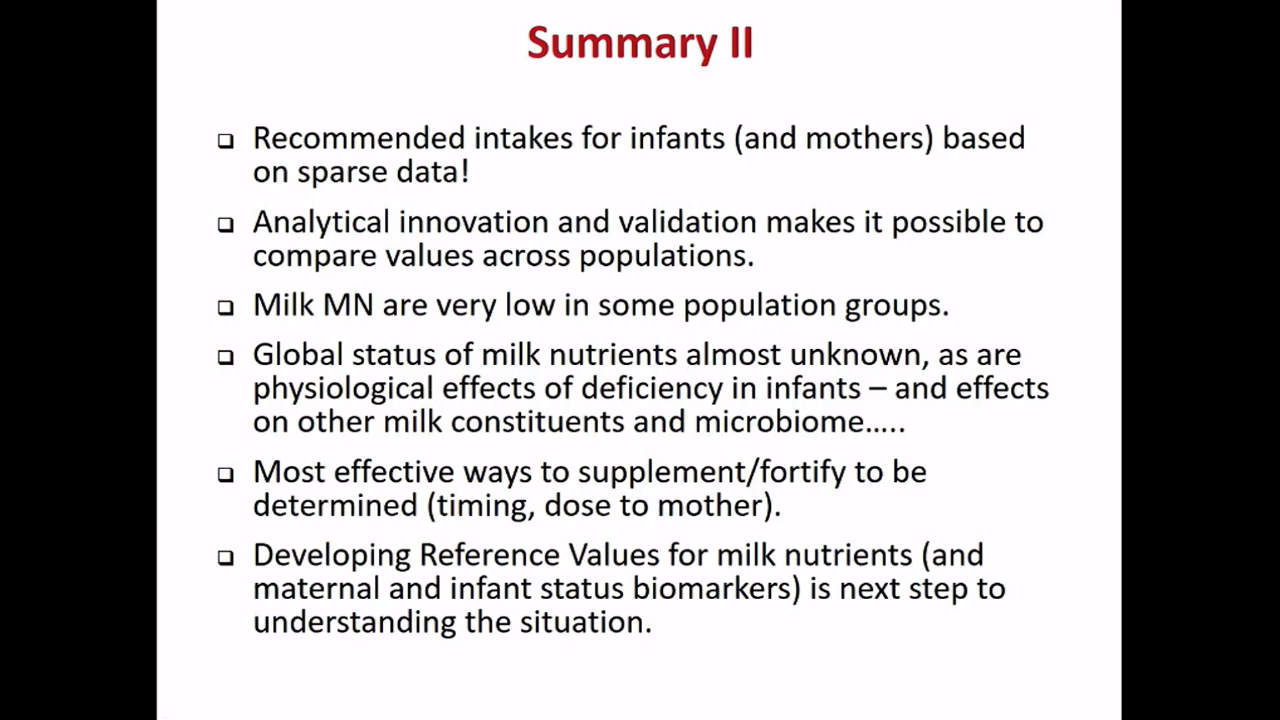 Summary II
Recommended intakes for infants (and mothers) based
on sparse data!
Analytical innovation and validation makes it possible to
compare values across populations.
Milk MN are very low in some population groups.
Global status of milk nutrients almost unknown, as are
physiological effects of deficiency in infants – and effects
on other milk constituents and microbiome…..
Most effective ways to supplement/fortify to be
determined (timing, dose to mother).
Developing Reference Values for milk nutrients (and
maternal and infant status biomarkers) is next step to
understanding the situation.